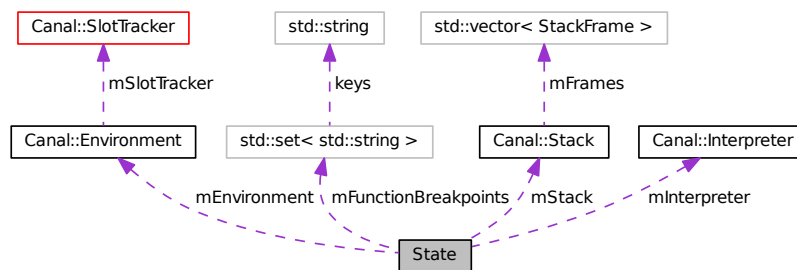 Canal::SlotTracker
std::string
std::vector< StackFrame >
mSlotTracker
keys
mFrames
Canal::Environment
std::set< std::string >
Canal::Stack
Canal::Interpreter
mEnvironment
mFunctionBreakpoints
mStack
mInterpreter
State